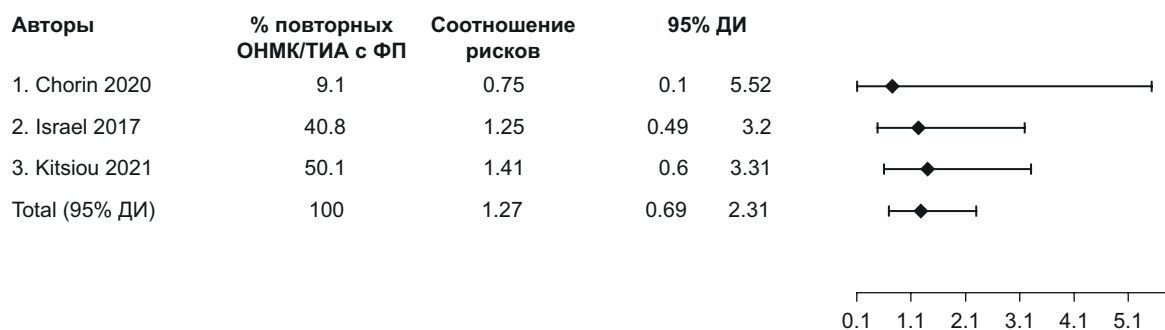 Авторы % повторных ОНМК/ТИА с ФП Соотношение рисков 95% ДИ
1. Chorin 2020 9.1 0.75 0.1 5.52
2. Israel 2017 40.8 1.25 0.49 3.2
3. Kitsiou 2021 50.1 1.41 0.6 3.31
Total (95% ДИ) 100 1.27 0.69 2.31
0.1 1.1 2.1 3.1 4.1 5.1